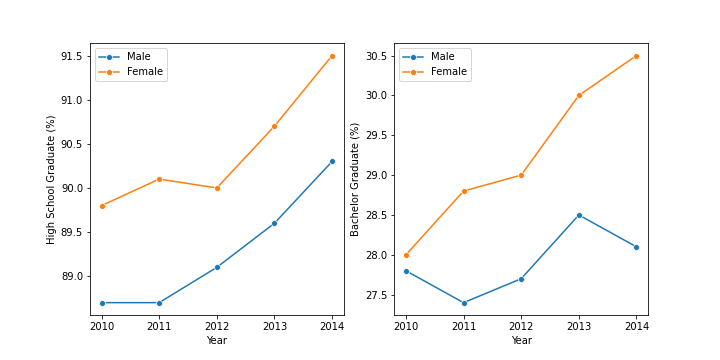 Male
Female
High School Graduate (%)
91.5
91.0
90.5
90.0
89.5
89.0
2010 2011 2012 2013 2014
Year
Male
Female
Bachelor Graduate (%)
30.5
30.0
29.5
29.0
28.5
28.0
27.5
2010 2011 2012 2013 2014
Year